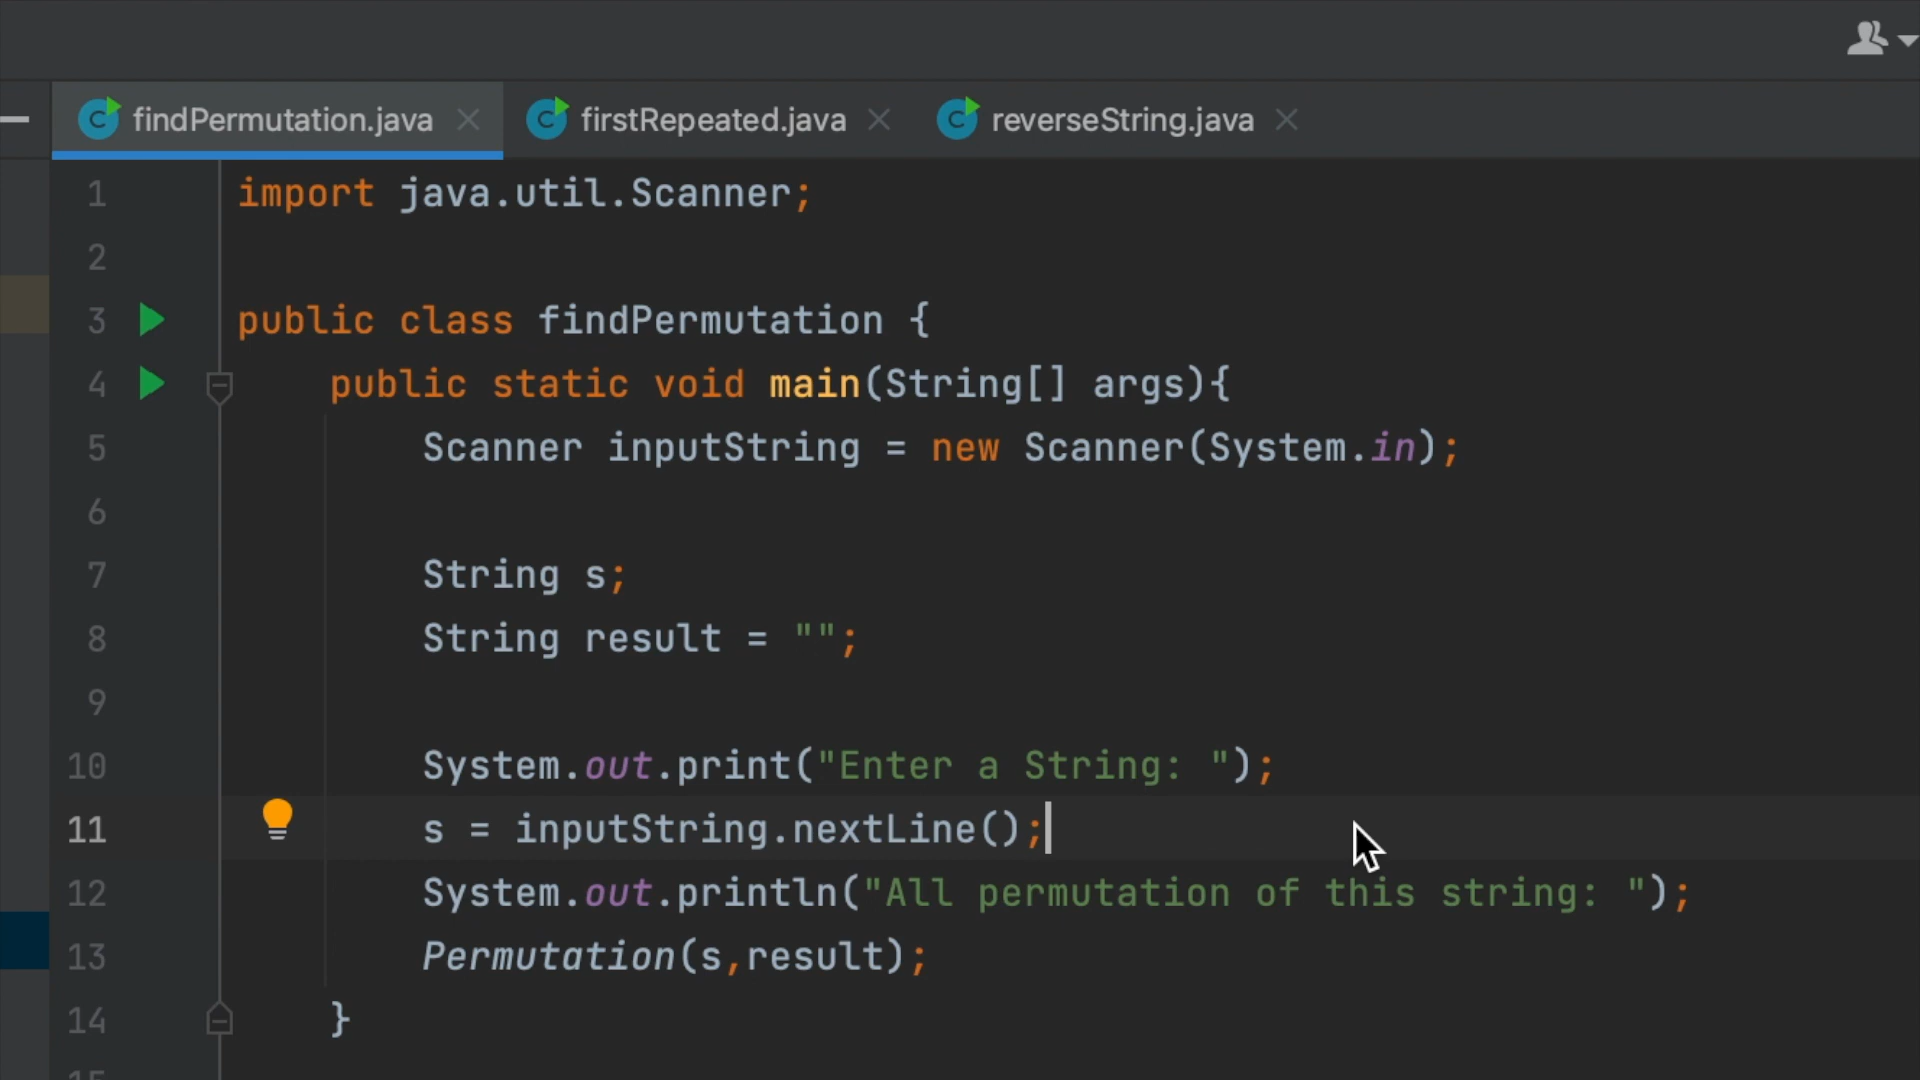 findPermutation.java firstRepeated.java reverseString.java
1 import java.util.Scanner;
2
3 public class findPermutation {
4 public static void main(String[] args){
5 Scanner inputString = new Scanner(System.in);
6
7 String s;
8 String result = "";
9
10 System.out.print("Enter a String: ");
11 s = inputString.nextLine();
12 System.out.println("All permutation of this string: ");
13 Permutation(s,result);
14 }
15